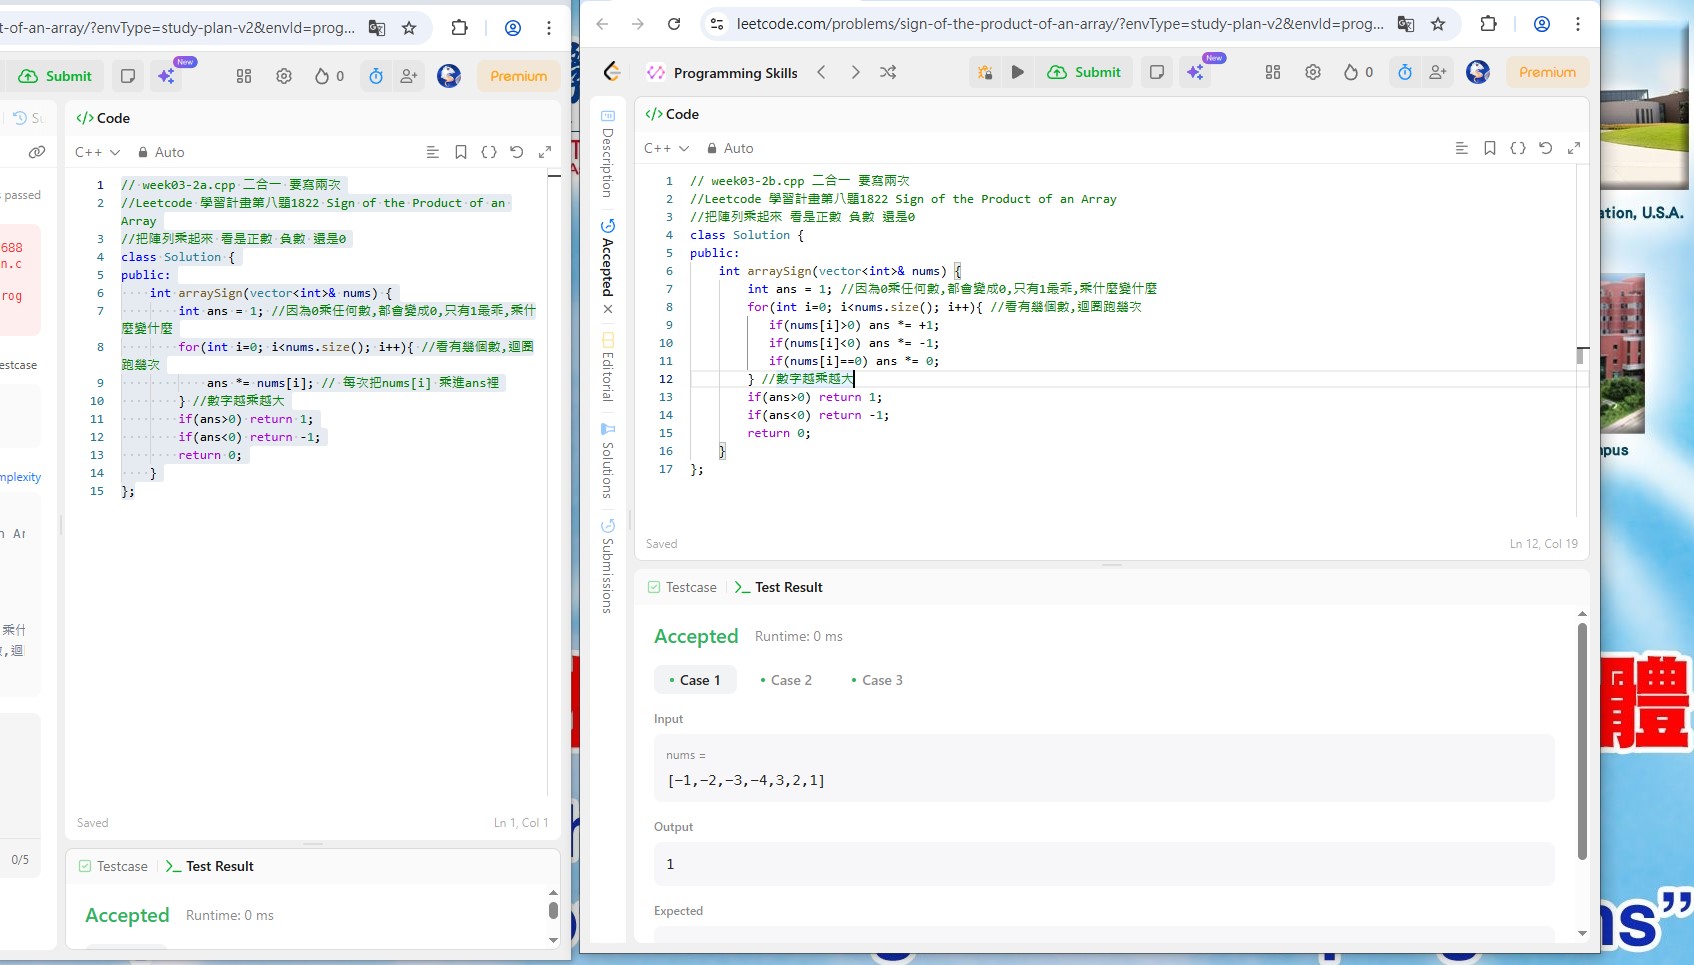 t-of-an-array/?envType=study-plan-v2&envId=prog...
Submit
New
0
Premium
passed
688
n.c
rog
estcase
mplexity
n Ar
乘什
,迴
0/5
</> Code
C++
Auto
1 // week03-2a.cpp 二合一 要寫兩次
2 //Leetcode 學習計畫第八題1822 Sign of the Product of an
Array
3 //把陣列乘起來 看是正數 負數 還是0
4 class Solution {
5 public:
6 int arraySign(vector<int>& nums) {
7 int ans = 1; //因為0乘任何數,都會變成0,只有1最乖,乘什
麼變什麼
8 for(int i=0; i<nums.size(); i++){ //看有幾個數,迴圈
跑幾次
9 ans *= nums[i]; // 每次把nums[i] 乘進ans裡
10 } //數字越乘越大
11 if(ans>0) return 1;
12 if(ans<0) return -1;
13 return 0;
14 }
15 };
Saved
Ln 1, Col 1
Testcase
>_ Test Result
Accepted
Runtime: 0 ms
leetcode.com/problems/sign-of-the-product-of-an-array/?envType=study-plan-v2&envId=prog...
Programming Skills
Submit
New
0
Premium
Description
Accepted
Editorial
Solutions
Submissions
</> Code
C++
Auto
1 // week03-2b.cpp 二合一 要寫兩次
2 //Leetcode 學習計畫第八題1822 Sign of the Product of an Array
3 //把陣列乘起來 看是正數 負數 還是0
4 class Solution {
5 public:
6 int arraySign(vector<int>& nums) {
7 int ans = 1; //因為0乘任何數,都會變成0,只有1最乖,乘什麼變什麼
8 for(int i=0; i<nums.size(); i++){ //看有幾個數,迴圈跑幾次
9 if(nums[i]>0) ans *= +1;
10 if(nums[i]<0) ans *= -1;
11 if(nums[i]==0) ans *= 0;
12 } //數字越乘越大
13 if(ans>0) return 1;
14 if(ans<0) return -1;
15 return 0;
16 }
17 };
Saved
Ln 12, Col 19
Testcase
>_ Test Result
Accepted
Runtime: 0 ms
Case 1
Case 2
Case 3
Input
nums =
[-1,-2,-3,-4,3,2,1]
Output
1
Expected
ation, U.S.A.
pus
體
ns”